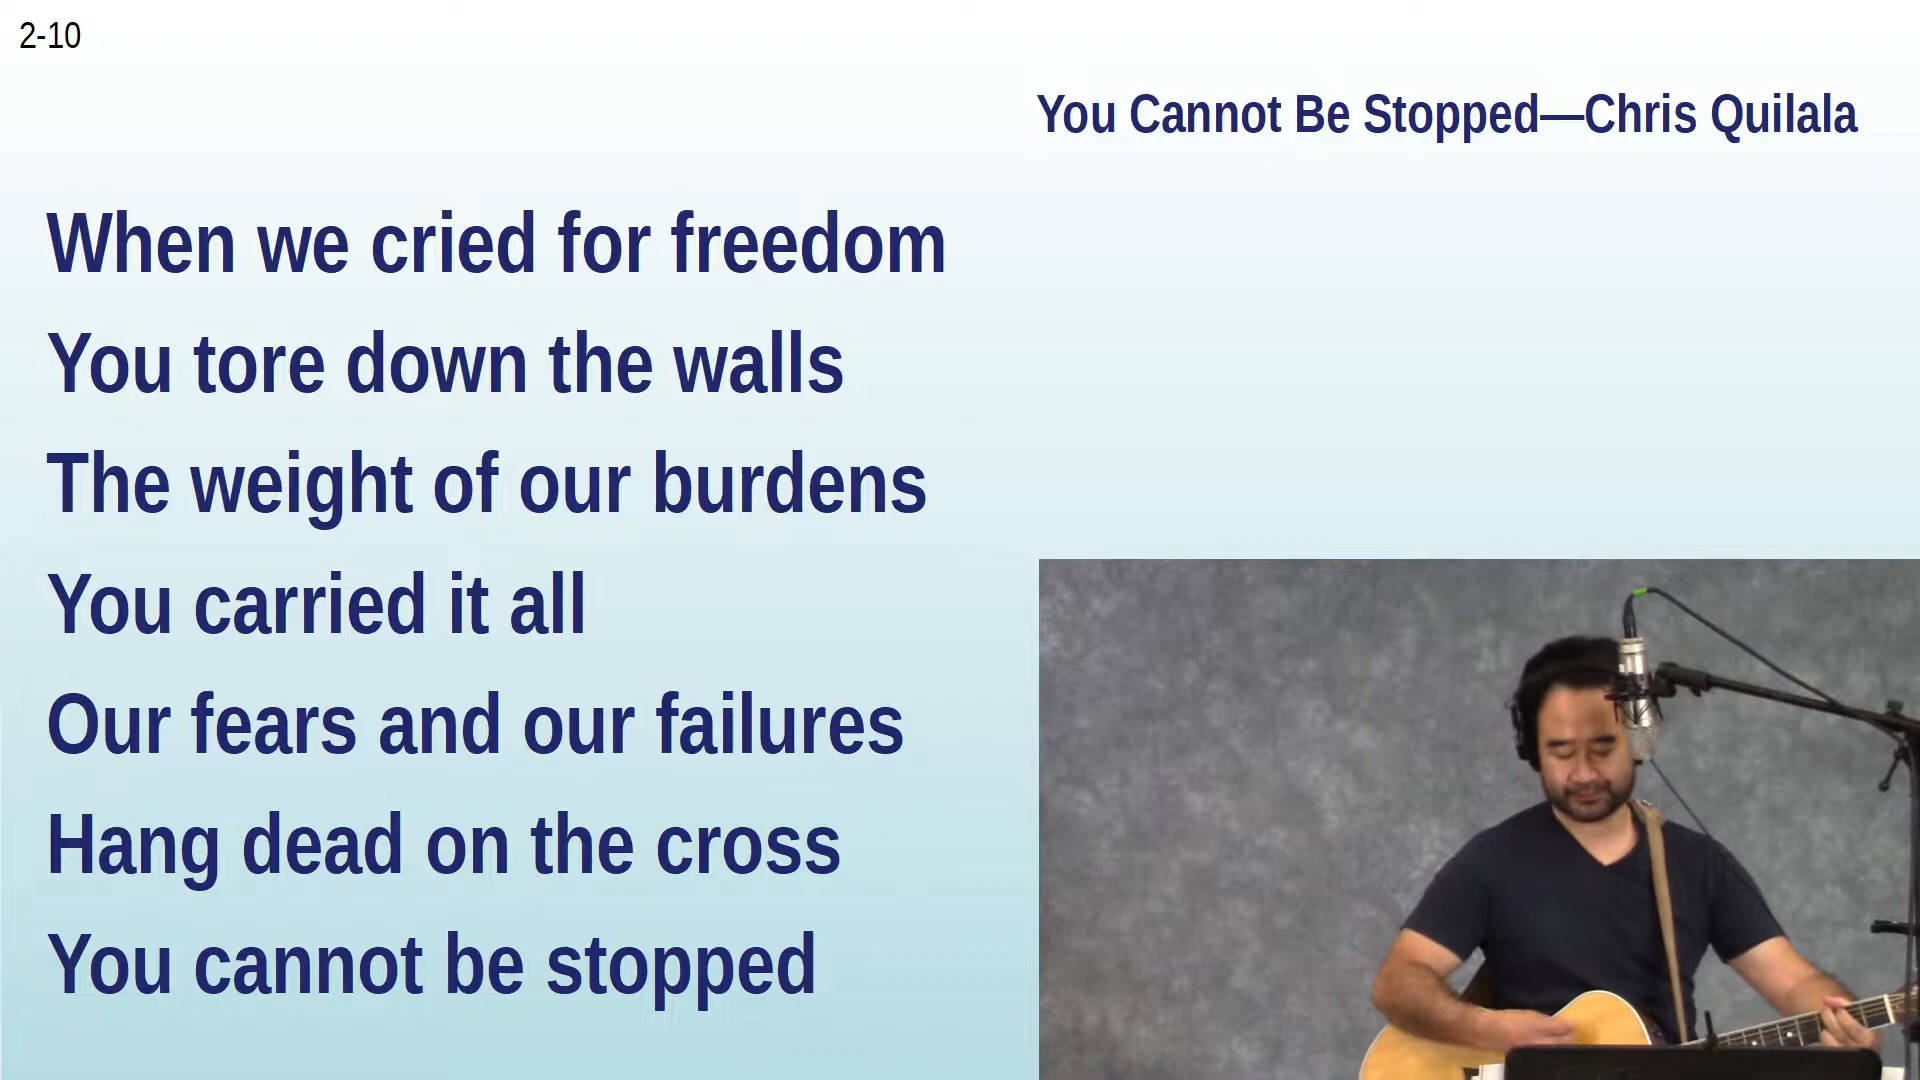 2-10
You Cannot Be Stopped—Chris Quilala
When we cried for freedom
You tore down the walls
The weight of our burdens
You carried it all
Our fears and our failures
Hang dead on the cross
You cannot be stopped